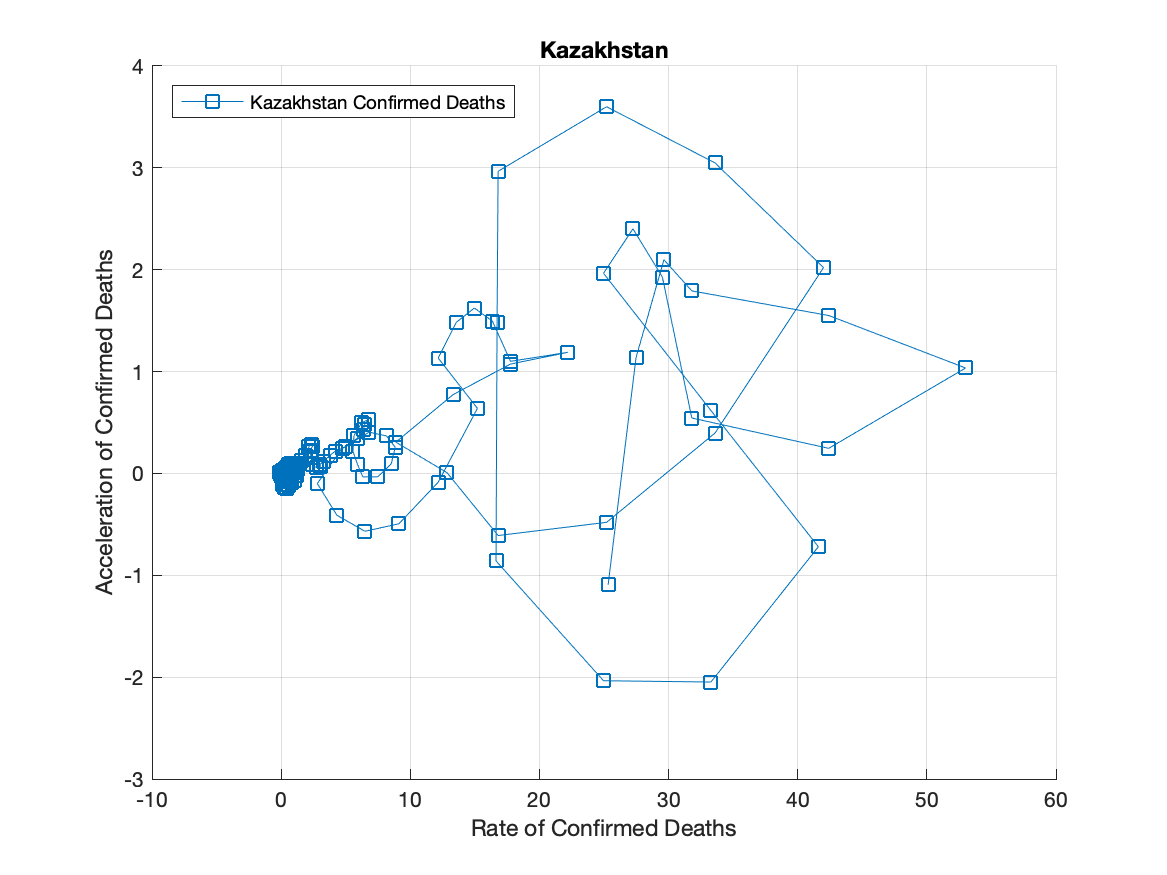 Kazakhstan
Kazakhstan Confirmed Deaths
4
3
2
1
0
-1
-2
-3
Acceleration of Confirmed Deaths
-10 0 10 20 30 40 50 60
Rate of Confirmed Deaths